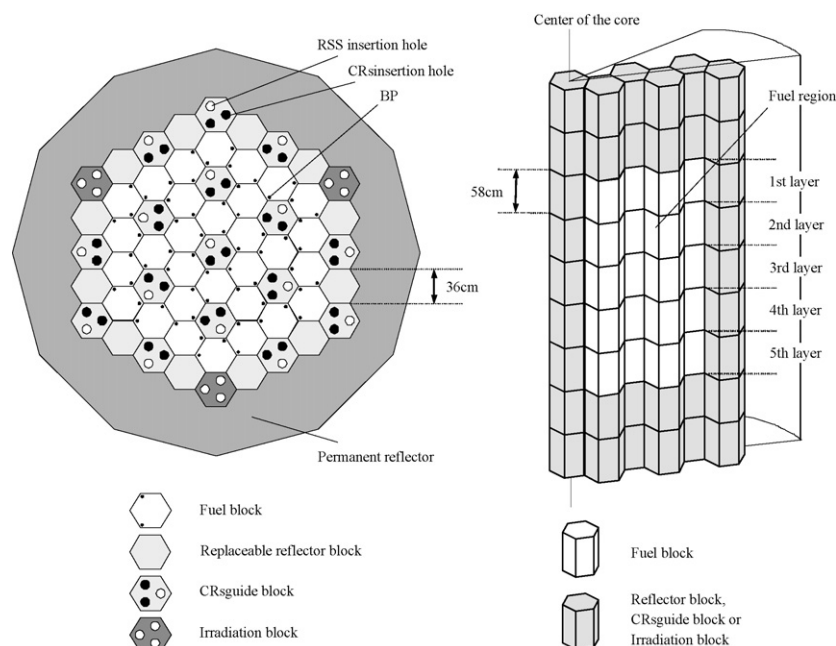 RSS insertion hole
CRsinsertion hole
BP
36cm
Permanent reflector
Fuel block
Replaceable reflector block
CRsguide block
Irradiation block
Center of the core
Fuel region
58cm
1st layer
2nd layer
3rd layer
4th layer
5th layer
Fuel block
Reflector block,
CRsguide block or
Irradiation block